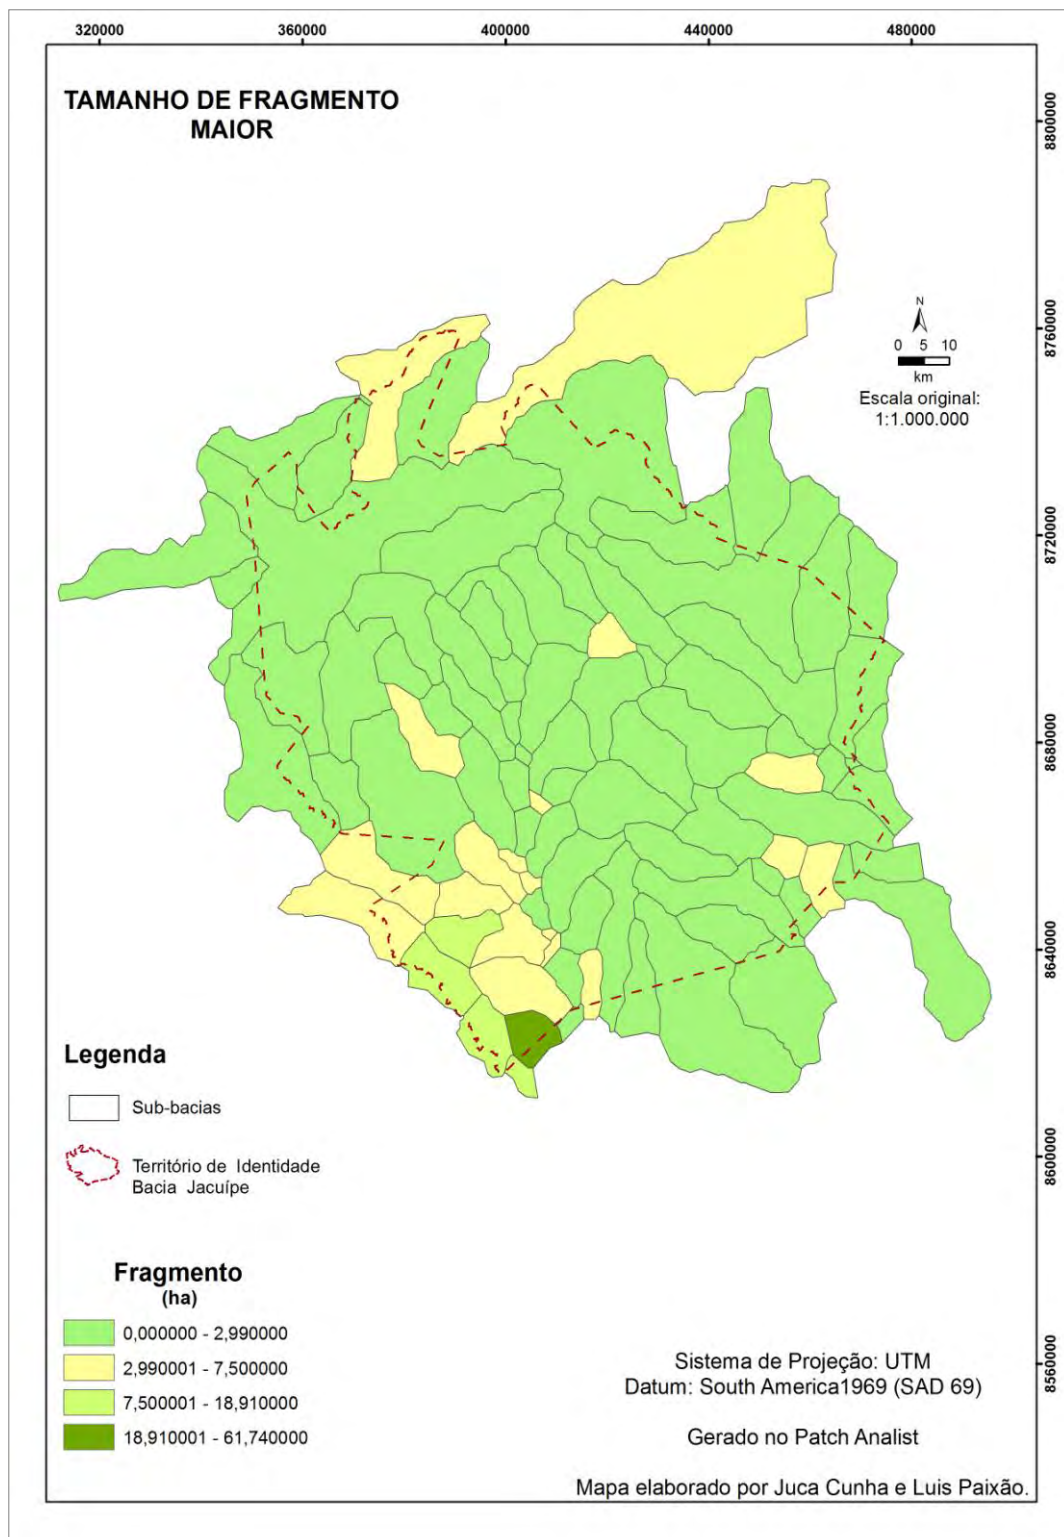 320000 360000 400000 440000 480000
TAMANHO DE FRAGMENTO
MAIOR
8800000
8760000
8720000
8680000
8640000
8600000
8560000
N
0 5 10
km
Escala original:
1:1.000.000
Legenda
Sub-bacias
Território de Identidade
Bacia Jacuípe
Fragmento
(ha)
0,000000 - 2,990000
2,990001 - 7,500000
7,500001 - 18,910000
18,910001 - 61,740000
Sistema de Projeção: UTM
Datum: South America1969 (SAD 69)
Gerado no Patch Analist
Mapa elaborado por Juca Cunha e Luis Paixão.